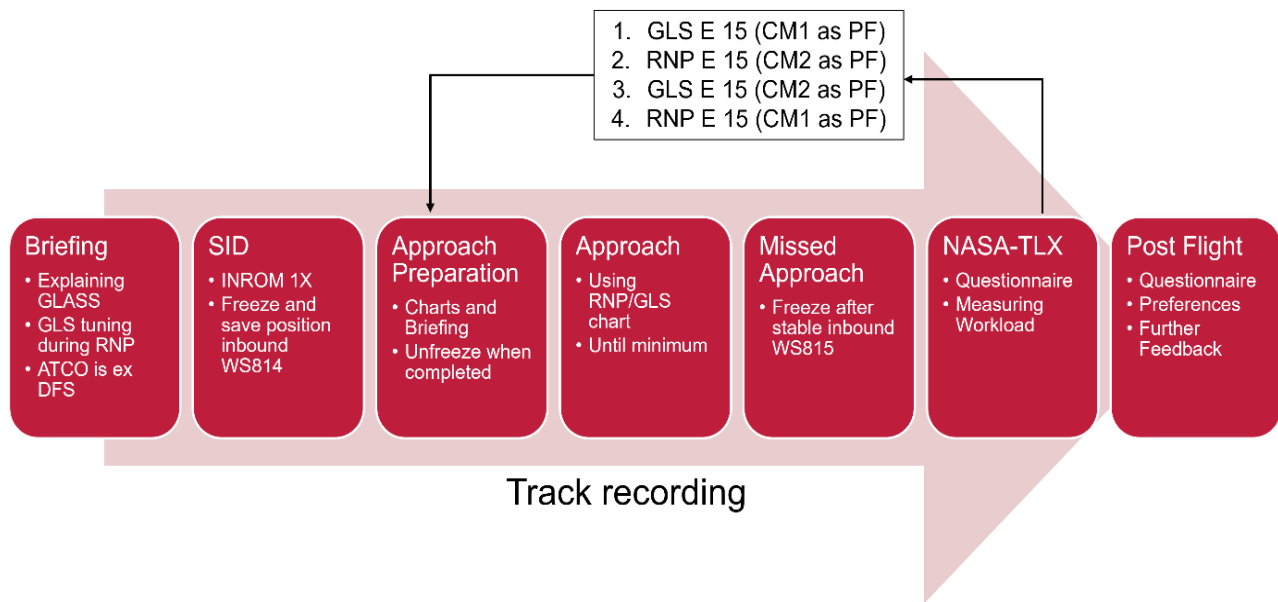 1. GLS E 15 (CM1 as PF)
2. RNP E 15 (CM2 as PF)
3. GLS E 15 (CM2 as PF)
4. RNP E 15 (CM1 as PF)
Briefing
• Explaining
GLASS
• GLS tuning
during RNP
• ATCO is ex
DFS
SID
• INROM 1X
• Freeze and
save position
inbound
WS814
Approach
Preparation
• Charts and
Briefing
• Unfreeze when
completed
Approach
• Using
RNP/GLS
chart
• Until minimum
Missed
Approach
• Freeze after
stable inbound
WS815
NASA-TLX
• Questionnaire
• Measuring
Workload
Post Flight
• Questionnaire
• Preferences
• Further
Feedback
Track recording